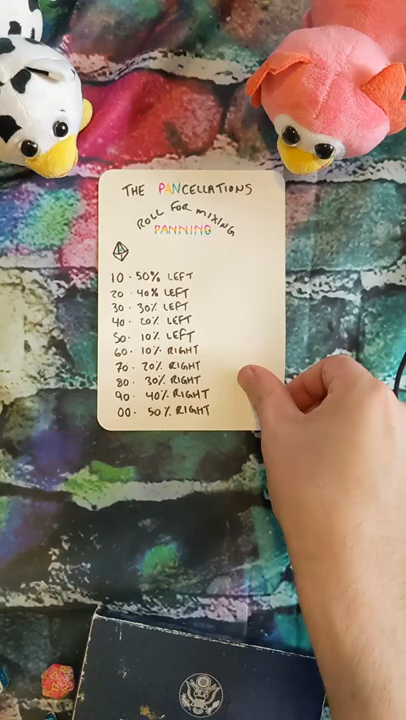 THE PANCELLATIONS
ROLL FOR MIXING
PANNING
10 · 50% LEFT
20 · 40% LEFT
30 · 30% LEFT
40 · 20% LEFT
50 · 10% LEFT
60 · 10% RIGHT
70 · 20% RIGHT
80 · 30% RIGHT
90 · 40% RIGHT
00 · 50% RIGHT